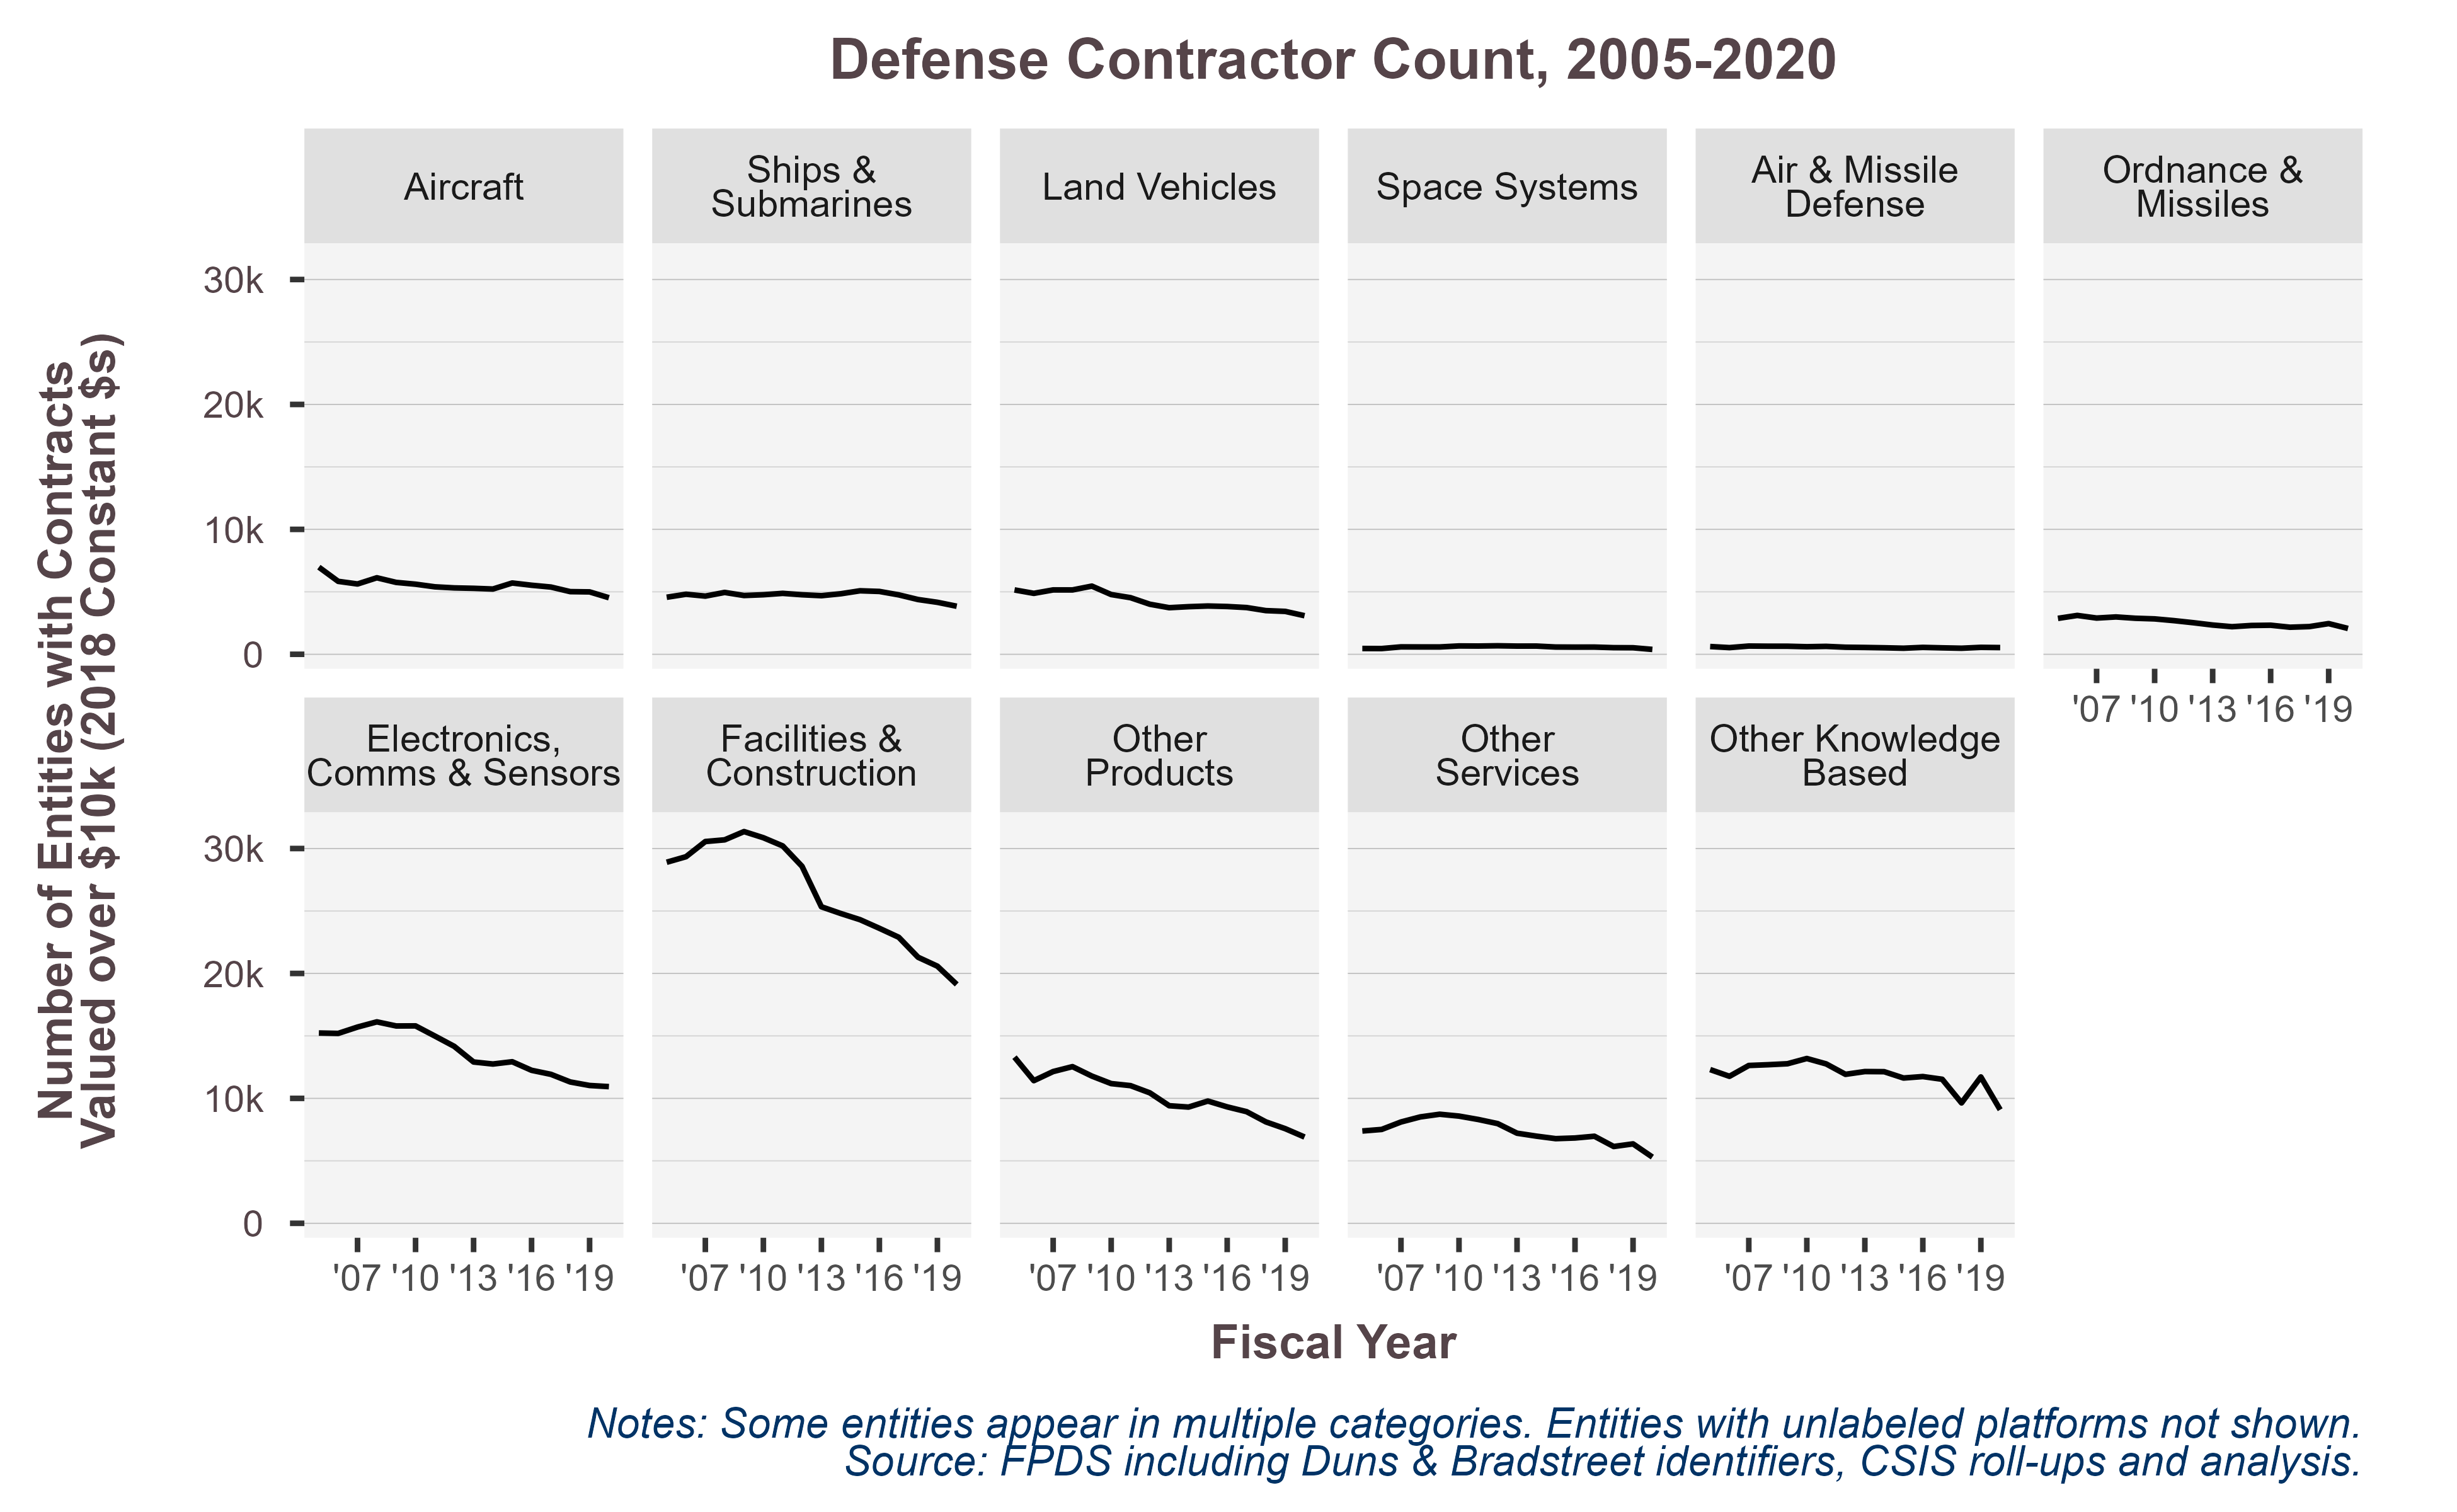 Defense Contractor Count, 2005-2020
Number of Entities with Contracts
Valued over $10k (2018 Constant $s)
Aircraft
Ships &
Submarines
Land Vehicles
Space Systems
Air & Missile
Defense
Ordnance &
Missiles
30k
20k
10k
0
'07 '10 '13 '16 '19
Electronics,
Comms & Sensors
Facilities &
Construction
Other
Products
Other
Services
Other Knowledge
Based
30k
20k
10k
0
'07 '10 '13 '16 '19
'07 '10 '13 '16 '19
'07 '10 '13 '16 '19
'07 '10 '13 '16 '19
'07 '10 '13 '16 '19
Fiscal Year
Notes: Some entities appear in multiple categories. Entities with unlabeled platforms not shown.
Source: FPDS including Duns & Bradstreet identifiers, CSIS roll-ups and analysis.